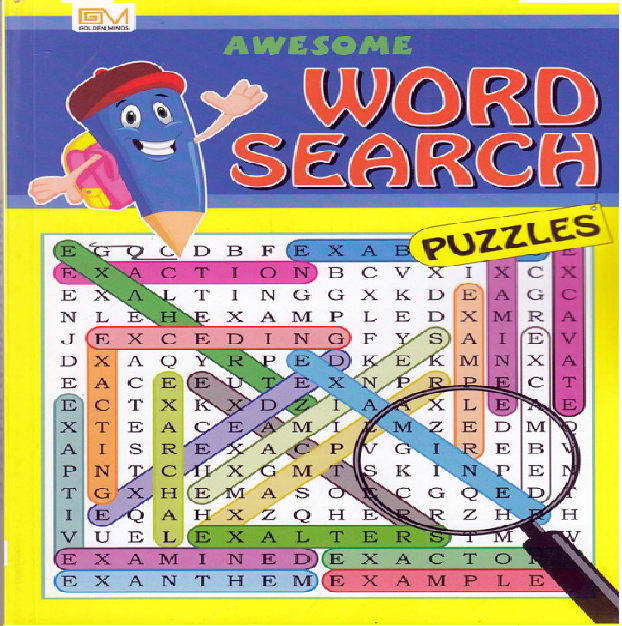 GM
GOLDEN MINDS
AWESOME
WORD
SEARCH
PUZZLES
E G Q C D B F E X A B E
E X A C T I O N B C V X I X C X
E X A L T I N G G X K D E A G C
N L E H E X A M P L E D X M R A
J E X C E D I N G F Y S A I E V
D X A Q Y R P E D K E K M N X A
E A C E E U T E X N P R P E C T
E C T X K X D Z I A A X L E A E
X T E A C E A M I Z M Z E D M O
A I S R E X A C P V G I R E B V
P N T C H X G M T S K I N P E N
T G X H E M A S O E C G Q E D T
I E Q A H X Z Q H E R R Z H R H
V U E L E X A L T E R S T M W
E X A M I N E D E X A C T O
E X A N T H E M E X A M P L E